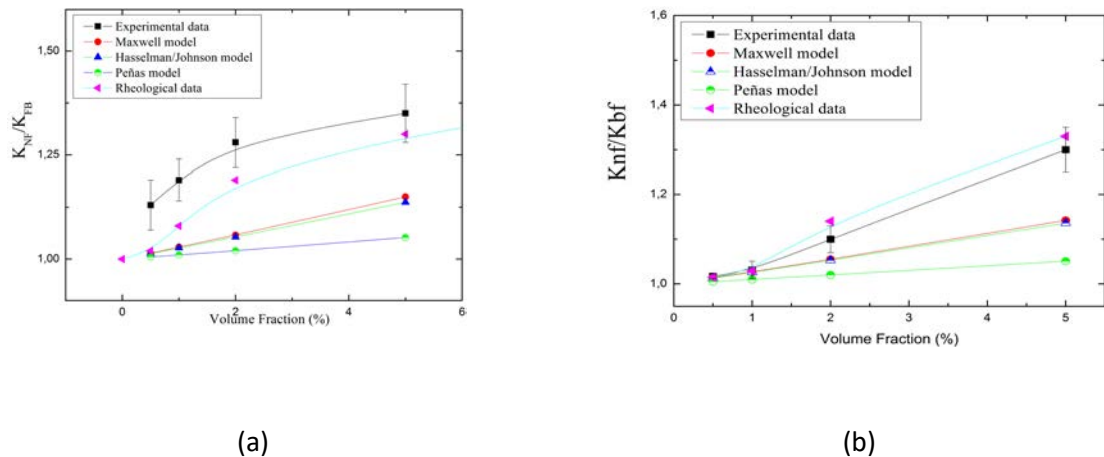 Experimental data
Maxwell model
Hasselman/Johnson model
Peñas model
Rheological data
1,50
1,25
1,00
K_NF/K_FB
0
2
4
6
Volume Fraction (%)
(a)
Experimental data
Maxwell model
Hasselman/Johnson model
Peñas model
Rheological data
1,6
1,4
1,2
1,0
Knf/Kbf
0
1
2
3
4
5
Volume Fraction (%)
(b)